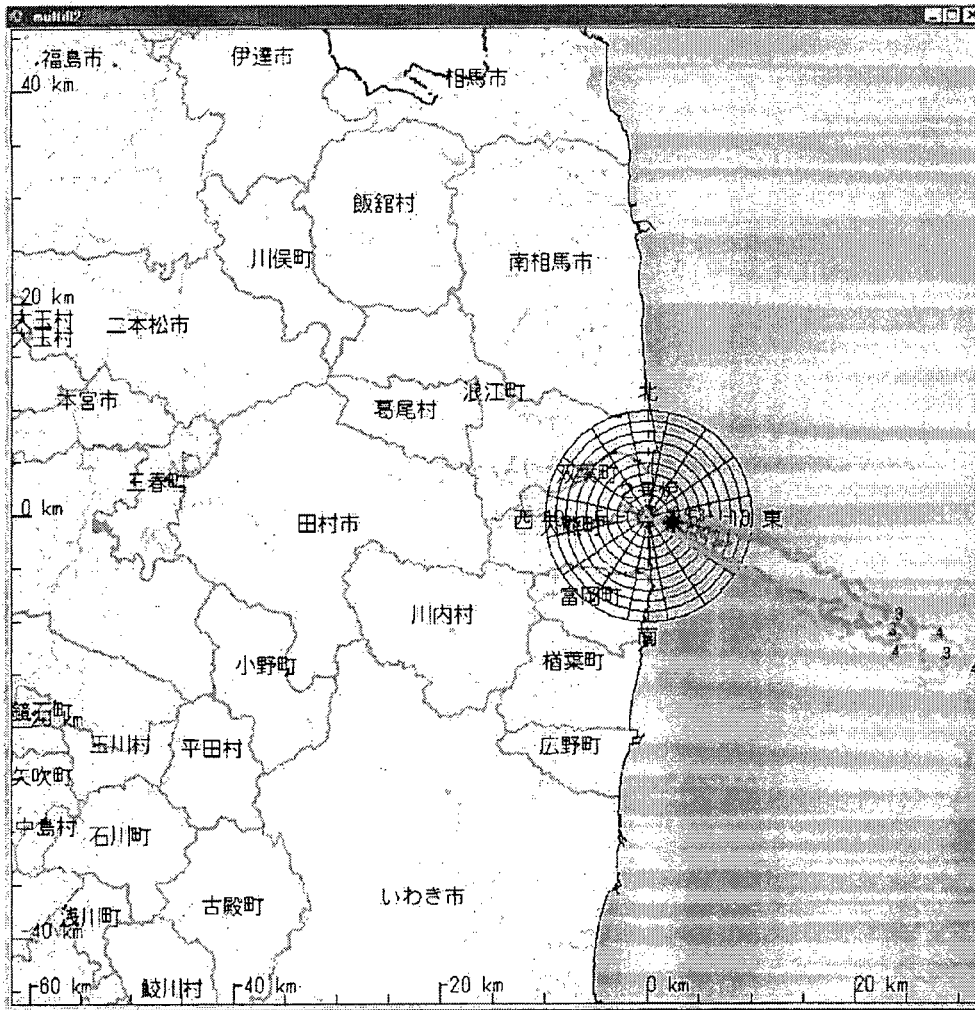 multill2
福島市
伊達市
相馬市
40 km
飯舘村
川俣町
南相馬市
20 km
大玉村
大玉村
二本松市
本宮市
葛尾村
浪江町
北
三春町
双葉町
0 km
田村市
西
東
川内村
富岡町
3
4
3
4
南
小野町
楢葉町
鏡石町
玉川村
平田村
広野町
矢吹町
中島村
石川町
いわき市
古殿町
浅川町
-40 km
鮫川村
-60 km
-40 km
-20 km
0 km
20 km